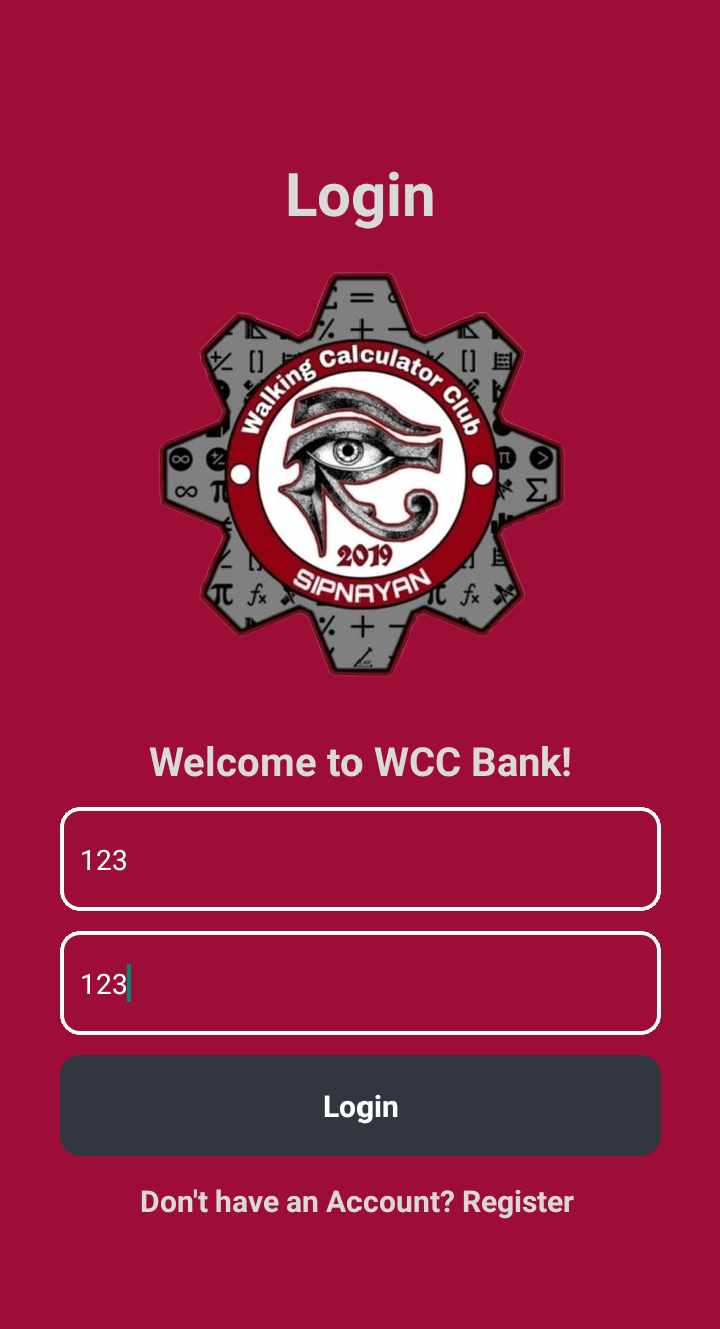 Login
Walking Calculator Club
2019
SIPNAYAN
Welcome to WCC Bank!
123
123
Login
Don't have an Account? Register